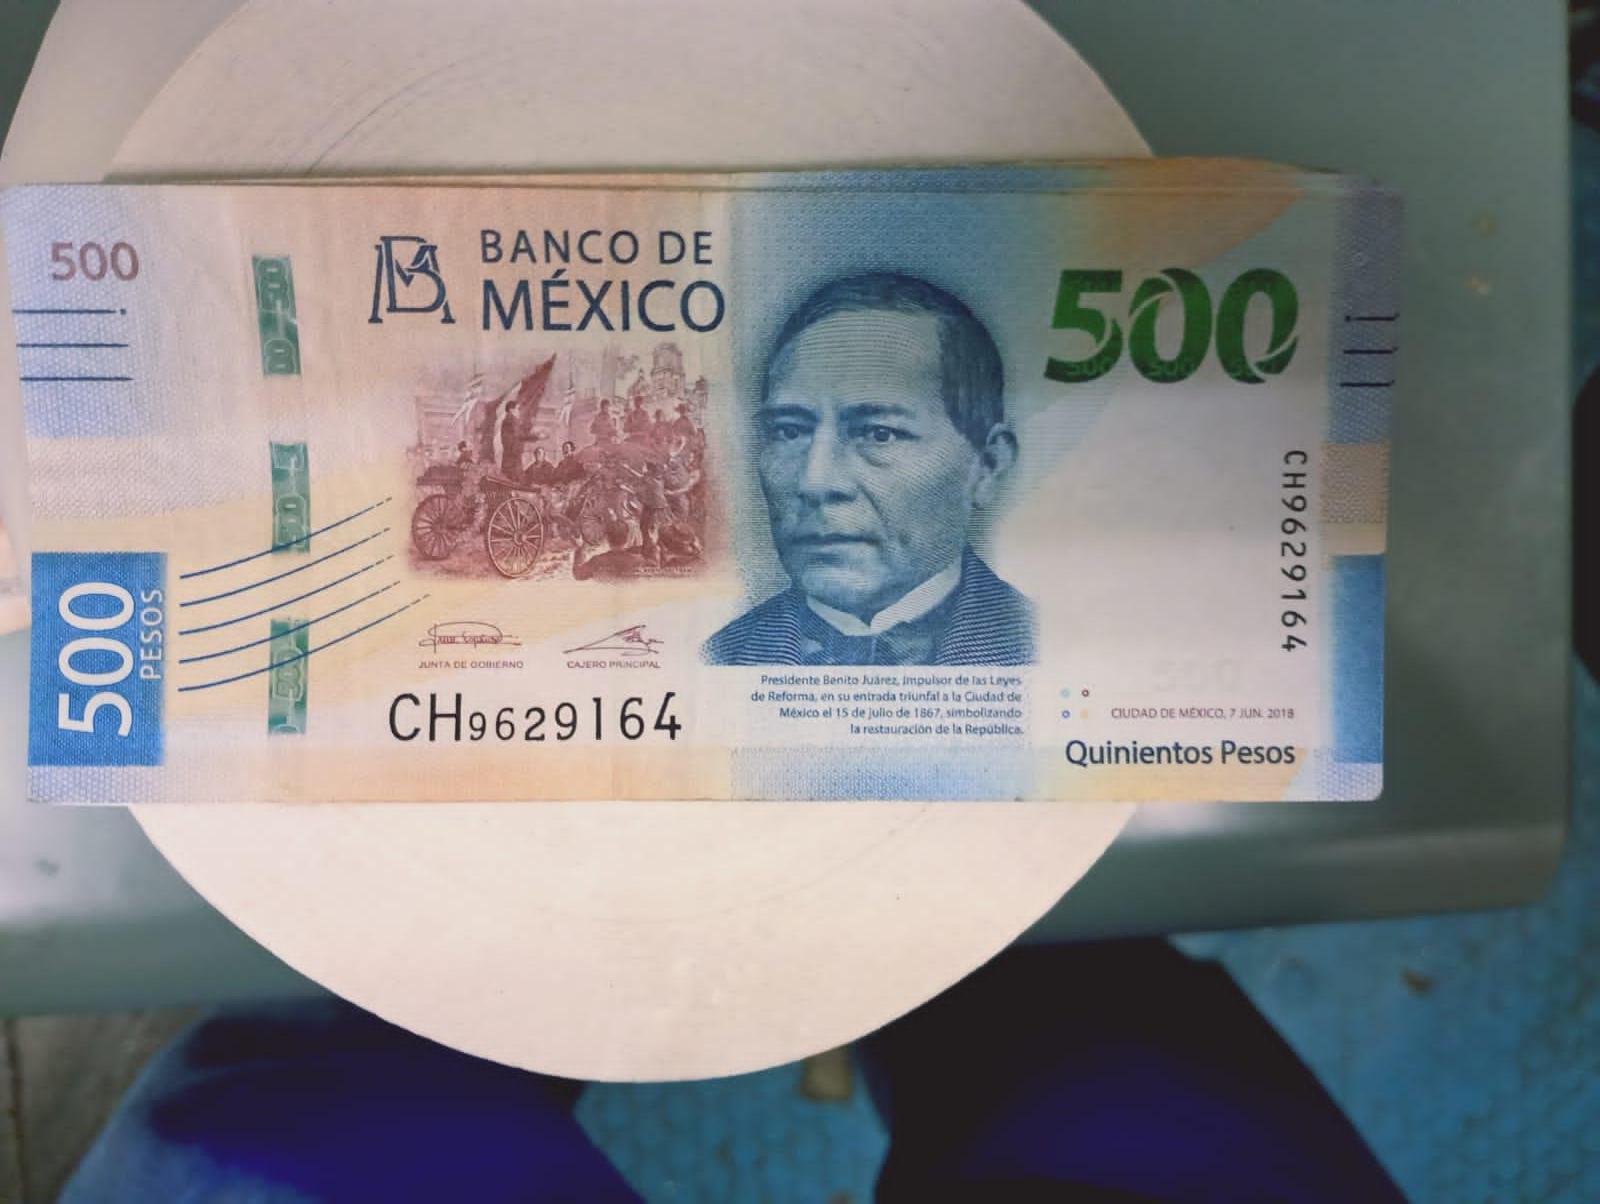 500
BANCO DE
MÉXICO
500
500
PESOS
JUNTA DE GOBIERNO
CAJERO PRINCIPAL
CH9629164
CH9629164
Presidente Benito Juárez, impulsor de las Leyes
de Reforma, en su entrada triunfal a la Ciudad de
México el 15 de julio de 1867, simbolizando
la restauración de la República.
CIUDAD DE MÉXICO, 7 JUN. 2018
Quinientos Pesos